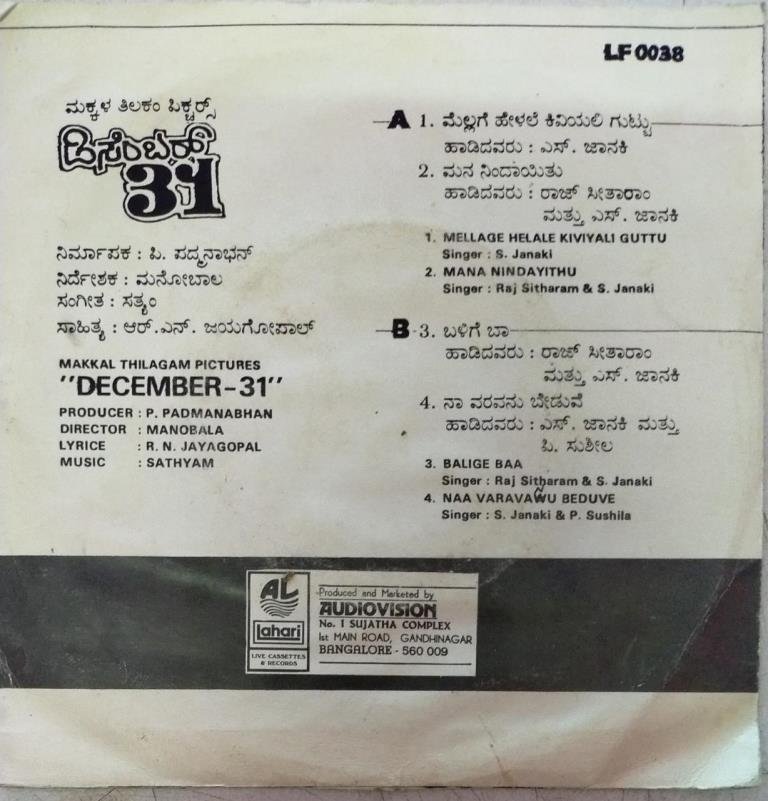 LF 0038
ಮಕ್ಕಳ ತಿಲಕಂ ಪಿಕ್ಚರ್ಸ್
ಡಿಸೆಂಬರ್
31
ನಿರ್ಮಾಪಕ : ಪಿ. ಪದ್ಮನಾಭನ್
ನಿರ್ದೇಶಕ : ಮನೋಬಾಲ
ಸಂಗೀತ : ಸತ್ಯಂ
ಸಾಹಿತ್ಯ : ಆರ್.ಎನ್. ಜಯಗೋಪಾಲ್
MAKKAL THILAGAM PICTURES
"DECEMBER-31"
PRODUCER : P. PADMANABHAN
DIRECTOR : MANOBALA
LYRICE : R. N. JAYAGOPAL
MUSIC : SATHYAM
A 1. ಮೆಲ್ಲಗೆ ಹೇಳಲೆ ಕಿವಿಯಲಿ ಗುಟ್ಟು
ಹಾಡಿದವರು : ಎಸ್. ಜಾನಕಿ
2. ಮನ ನಿಂದಾಯಿತು
ಹಾಡಿದವರು : ರಾಜ್ ಸೀತಾರಾಂ
ಮತ್ತು ಎಸ್. ಜಾನಕಿ
1. MELLAGE HELALE KIVIYALI GUTTU
Singer : S. Janaki
2. MANA NINDAYITHU
Singer : Raj Sitharam & S. Janaki
B 3. ಬಳಿಗೆ ಬಾ
ಹಾಡಿದವರು : ರಾಜ್ ಸೀತಾರಾಂ
ಮತ್ತು ಎಸ್. ಜಾನಕಿ
4. ನಾ ವರವನು ಬೇಡುವೆ
ಹಾಡಿದವರು : ಎಸ್. ಜಾನಕಿ ಮತ್ತು
ಪಿ. ಸುಶೀಲ
3. BALIGE BAA
Singer : Raj Sitharam & S. Janaki
4. NAA VARAVANU BEDUVE
Singer : S. Janaki & P. Sushila
AL
Lahari
LIVE CASSETTES
& RECORDS
Produced and Marketed by
AUDIOVISION
No. 1 SUJATHA COMPLEX
1st MAIN ROAD, GANDHINAGAR
BANGALORE - 560 009